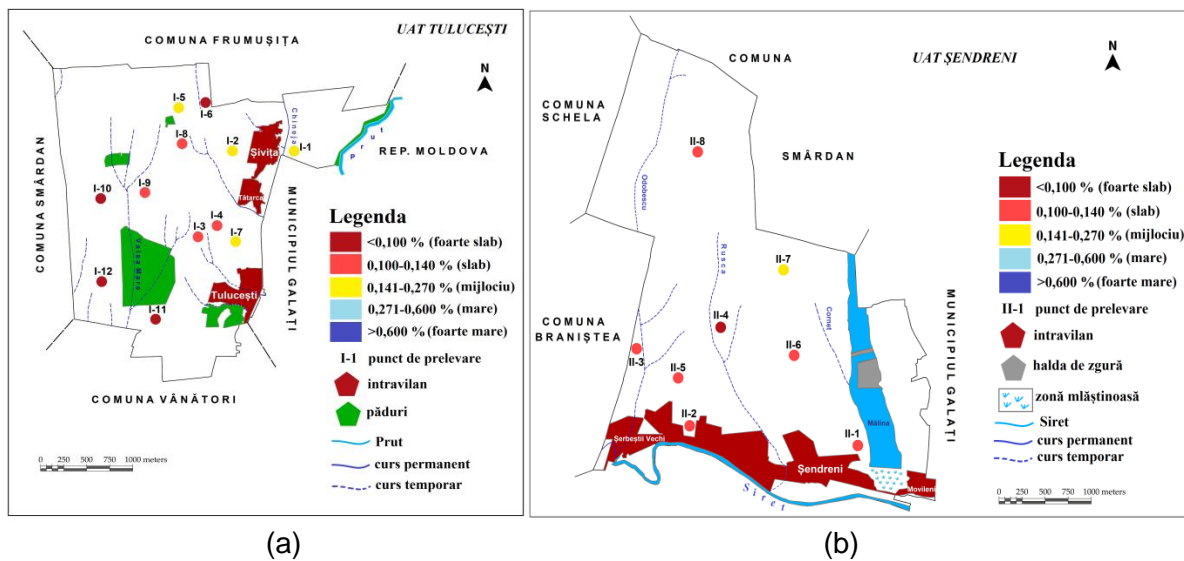 UAT TULUCEȘTI
COMUNA FRUMUȘIȚA
N
I-5
I-6
Chineja
I-8
I-2
Șivița
I-1
Prut
REP. MOLDOVA
COMUNA SMÂRDAN
I-10
I-9
Tătarca
I-4
I-3
I-7
Valea Mare
I-12
Tulucești
I-11
MUNICIPIUL GALAȚI
COMUNA VÂNĂTORI
Legenda
<0,100 % (foarte slab)
0,100-0,140 % (slab)
0,141-0,270 % (mijlociu)
0,271-0,600 % (mare)
>0,600 % (foarte mare)
I-1 punct de prelevare
intravilan
păduri
Prut
curs permanent
curs temporar
0 250 500 750 1000 meters
(a)
UAT ȘENDRENI
COMUNA
N
COMUNA
SCHELA
SMÂRDAN
II-8
Odobescu
Rusca
II-7
COMUNA
BRANIȘTEA
II-4
Cornet
II-3
II-6
II-5
II-2
II-1
Mălina
Șerbeștii Vechi
Șendreni
Movileni
Siret
MUNICIPIUL GALAȚI
Legenda
<0,100 % (foarte slab)
0,100-0,140 % (slab)
0,141-0,270 % (mijlociu)
0,271-0,600 % (mare)
>0,600 % (foarte mare)
II-1 punct de prelevare
intravilan
halda de zgură
zonă mlăștinoasă
Siret
curs permanent
curs temporar
0 250 500 750 1000 meters
(b)